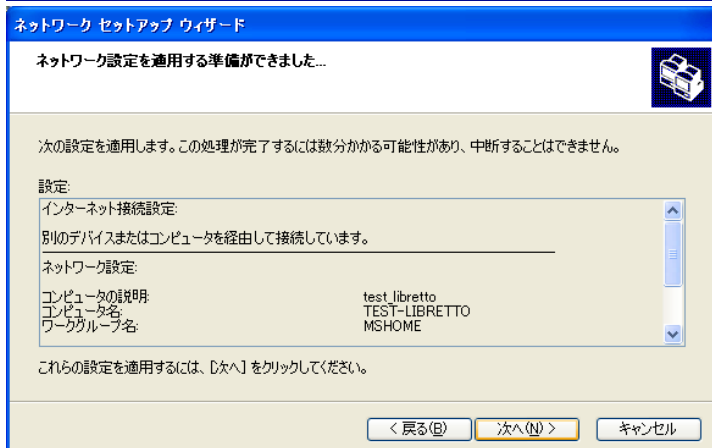 ネットワーク セットアップ ウィザード
ネットワーク設定を適用する準備ができました...
次の設定を適用します。この処理が完了するには数分かかる可能性があり、中断することはできません。
設定:
インターネット接続設定:
別のデバイスまたはコンピュータを経由して接続しています。
ネットワーク設定:
コンピュータの説明: test_libretto
コンピュータ名: TEST-LIBRETTO
ワークグループ名: MSHOME
これらの設定を適用するには、[次へ] をクリックしてください。
< 戻る(B) 次へ(N) > キャンセル